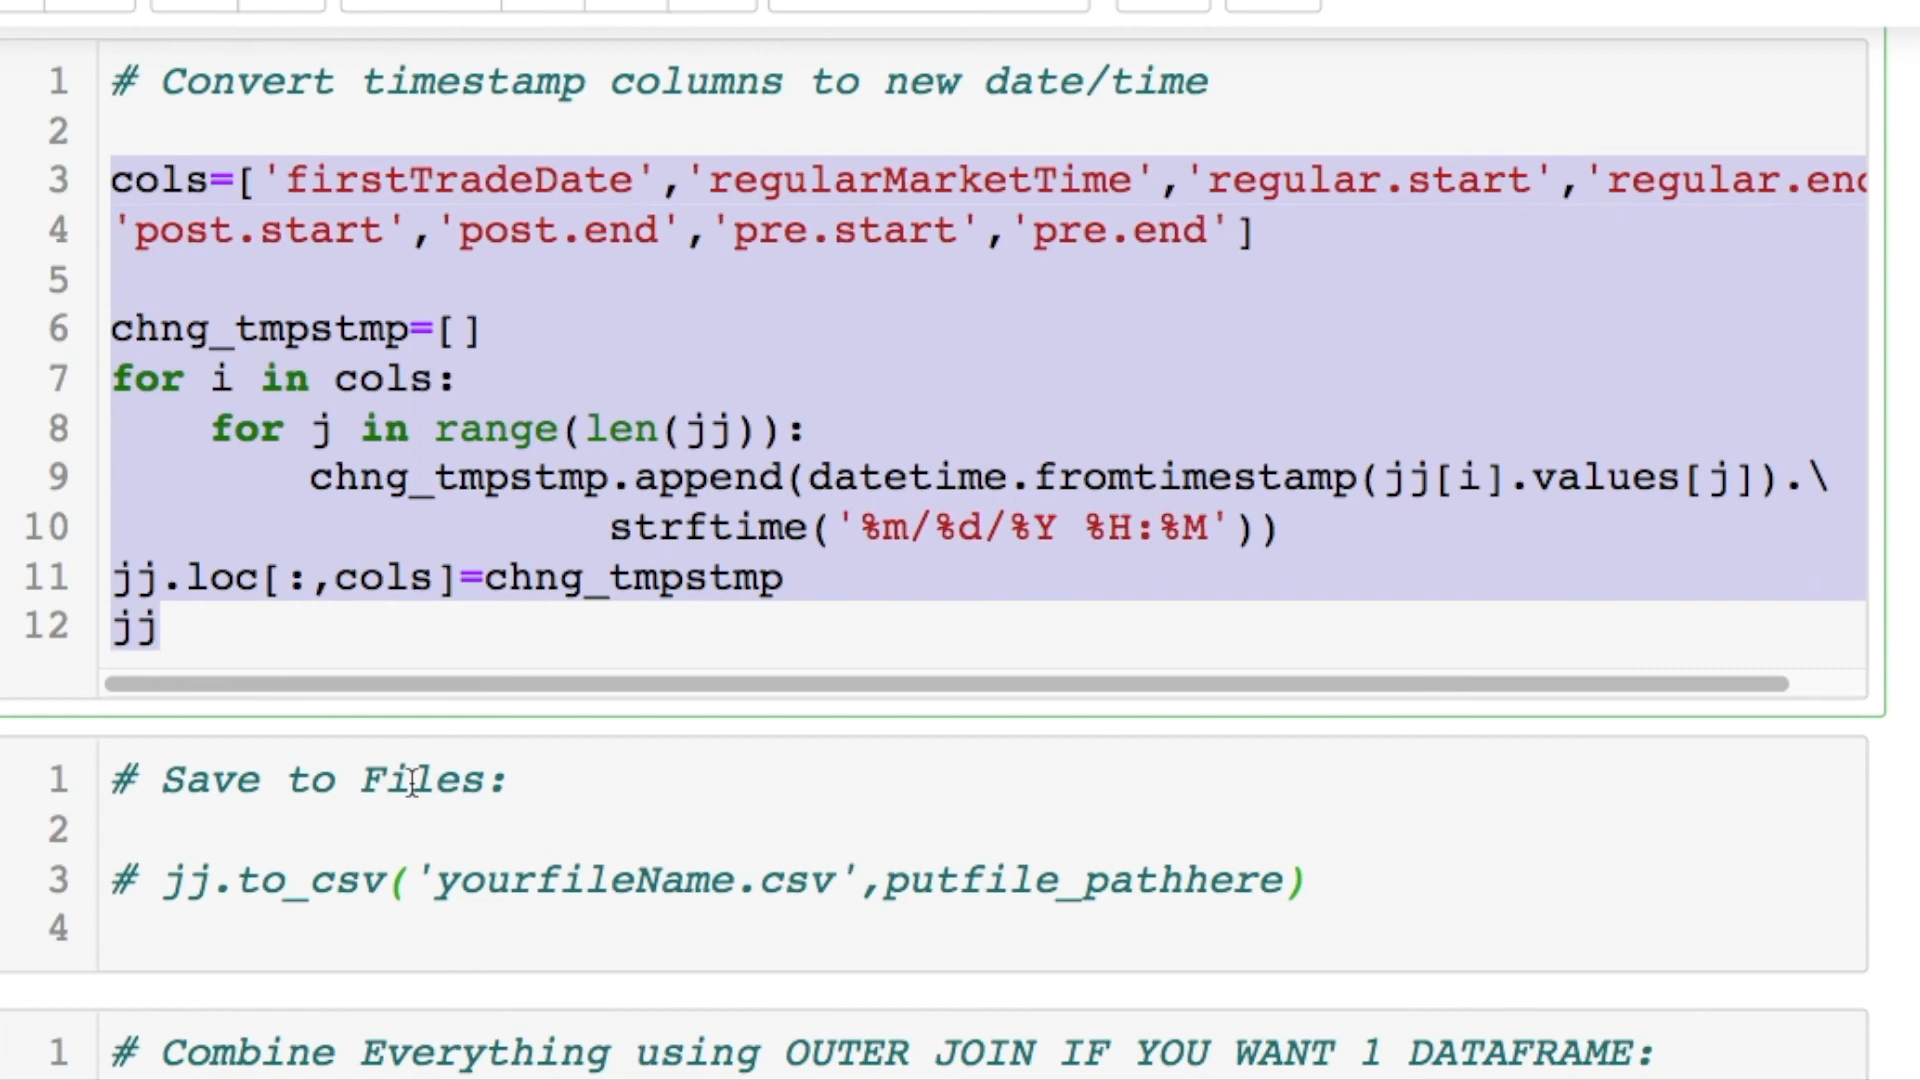 1 # Convert timestamp columns to new date/time
2
3 cols=['firstTradeDate','regularMarketTime','regular.start','regular.en
4 'post.start','post.end','pre.start','pre.end']
5
6 chng_tmpstmp=[]
7 for i in cols:
8     for j in range(len(jj)):
9         chng_tmpstmp.append(datetime.fromtimestamp(jj[i].values[j]).\
10                     strftime('%m/%d/%Y %H:%M'))
11 jj.loc[:,cols]=chng_tmpstmp
12 jj
1 # Save to Files:
2
3 # jj.to_csv('yourfileName.csv',putfile_pathhere)
4
1 # Combine Everything using OUTER JOIN IF YOU WANT 1 DATAFRAME: